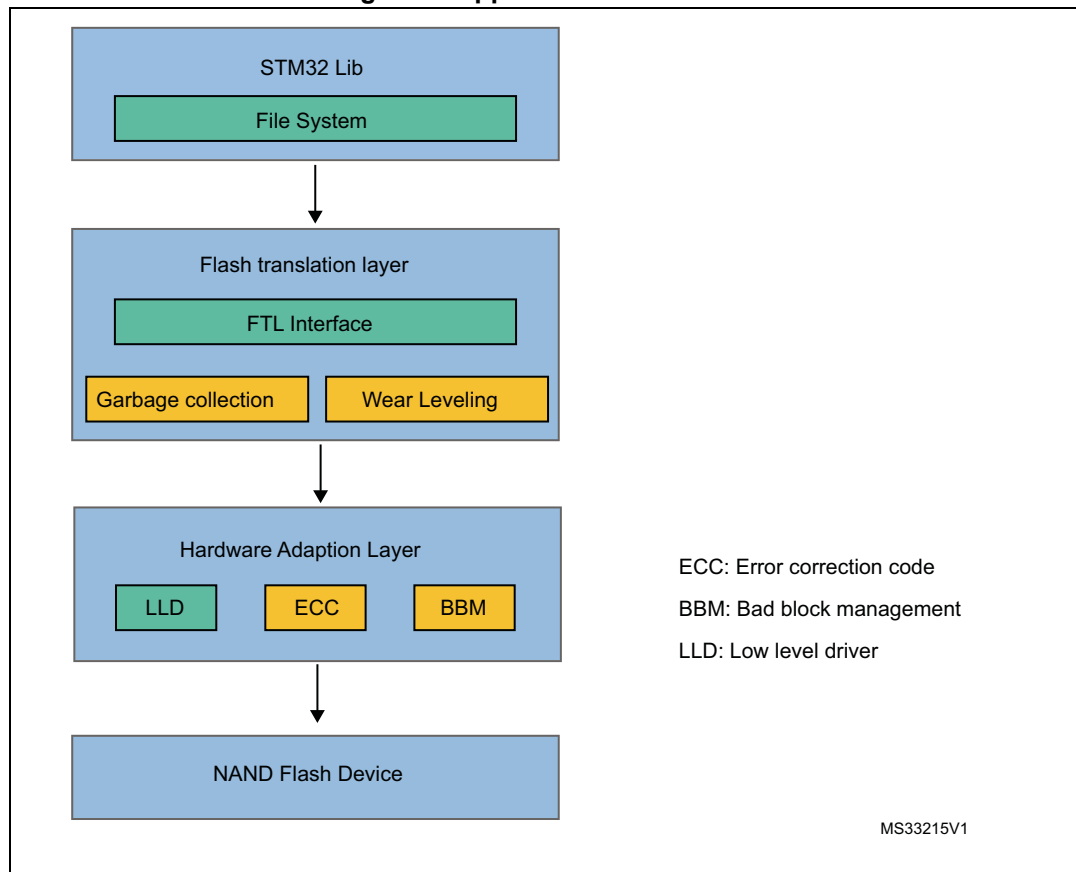 STM32 Lib
File System
Flash translation layer
FTL Interface
Garbage collection
Wear Leveling
Hardware Adaption Layer
LLD
ECC
BBM
ECC: Error correction code
BBM: Bad block management
LLD: Low level driver
NAND Flash Device
MS33215V1